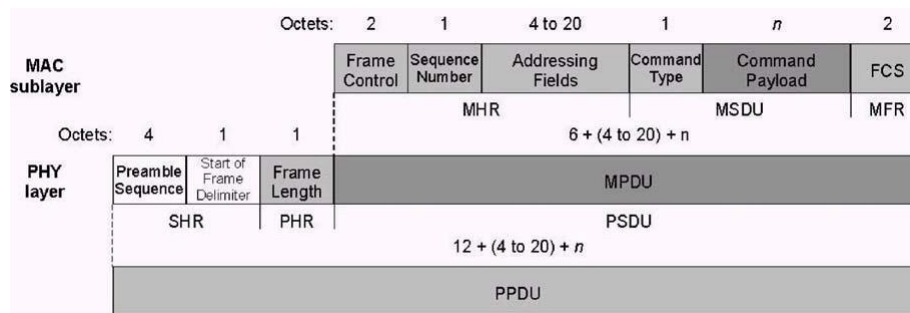 Octets: 2 1 4 to 20 1 n 2
MAC sublayer
Frame Control
Sequence Number
Addressing Fields
Command Type
Command Payload
FCS
MHR MSDU MFR
Octets: 4 1 1 6 + (4 to 20) + n
PHY layer
Preamble Sequence
Start of Frame Delimiter
Frame Length
MPDU
SHR PHR PSDU
12 + (4 to 20) + n
PPDU